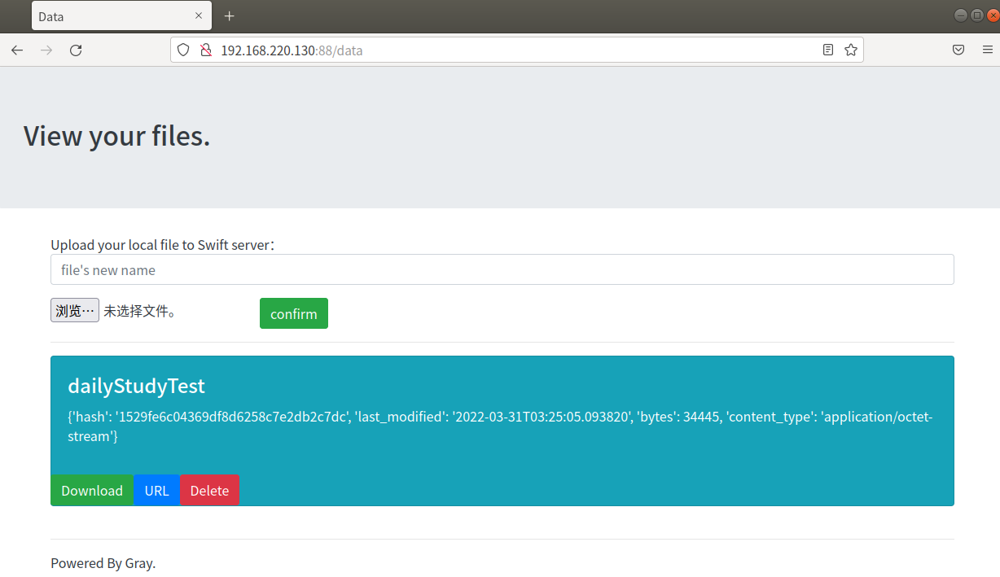 Data
192.168.220.130:88/data
View your files.
Upload your local file to Swift server：
file's new name
浏览… 未选择文件。 confirm
dailyStudyTest
{'hash': '1529fe6c04369df8d6258c7e2db2c7dc', 'last_modified': '2022-03-31T03:25:05.093820', 'bytes': 34445, 'content_type': 'application/octet-
stream'}
Download URL Delete
Powered By Gray.